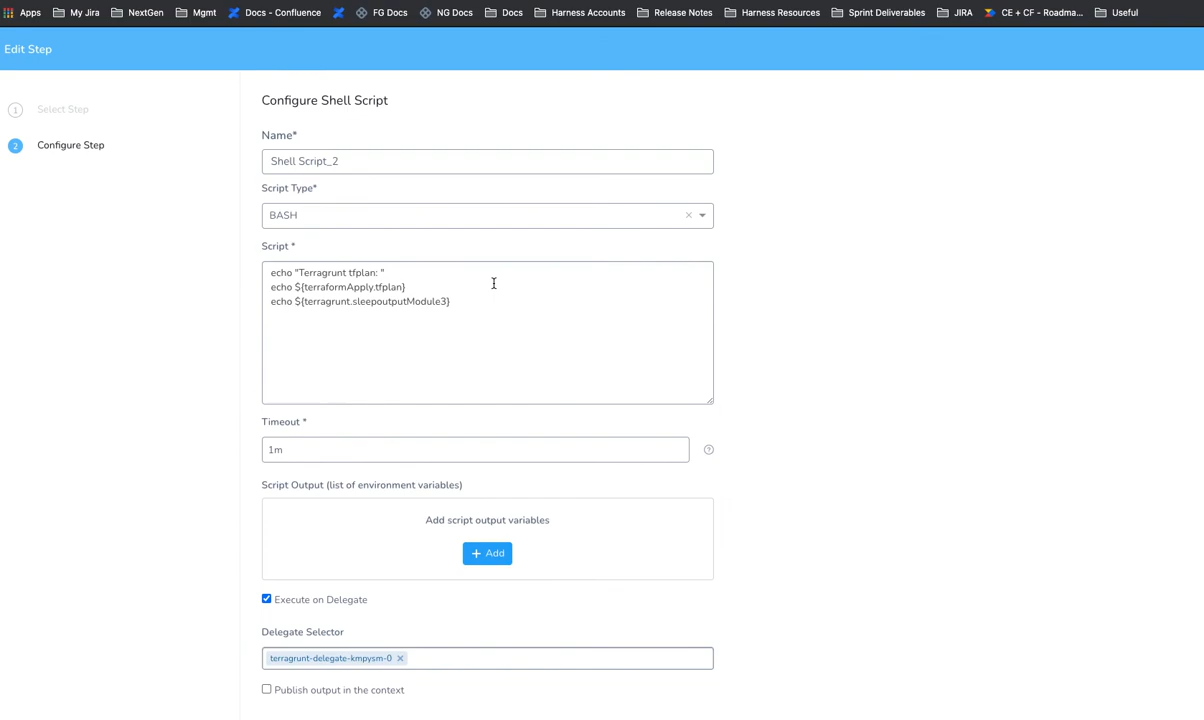 Apps My Jira NextGen Mgmt Docs - Confluence FG Docs NG Docs Docs Harness Accounts Release Notes Harness Resources Sprint Deliverables JIRA CE + CF - Roadma... Useful
Edit Step
1 Select Step
2 Configure Step
Configure Shell Script
Name*
Shell Script_2
Script Type*
BASH
Script *
echo "Terragrunt tfplan: "
echo ${terraformApply.tfplan}
echo ${terragrunt.sleepoutputModule3}
Timeout *
1m
Script Output (list of environment variables)
Add script output variables
+ Add
Execute on Delegate
Delegate Selector
terragrunt-delegate-kmpysm-0
Publish output in the context